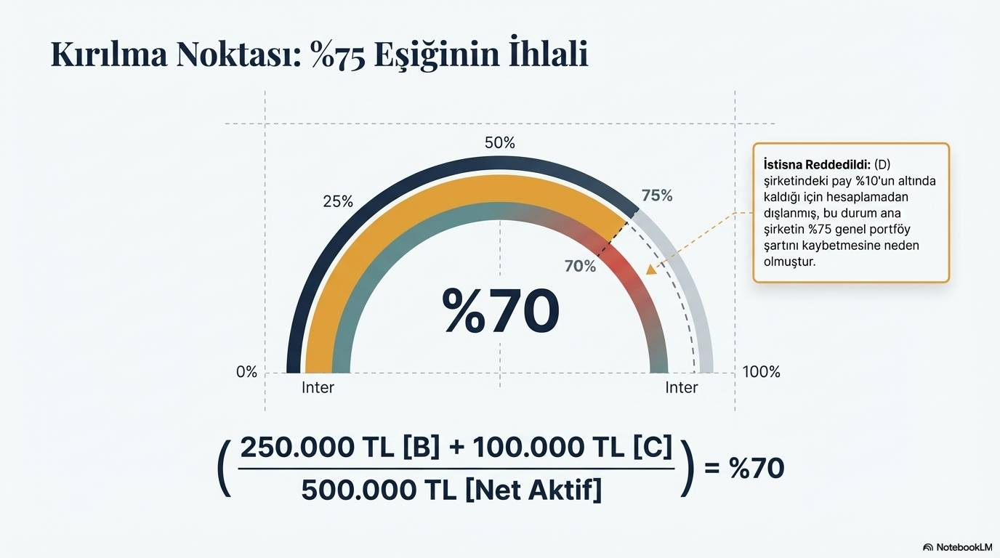 Kırılma Noktası: %75 Eşiğinin İhlali
50%
25%
75%
İstisna Reddedildi: (D)
şirketindeki pay %10'un altında
kaldığı için hesaplamadan
dışlanmış, bu durum ana
şirketin %75 genel portföy
şartını kaybetmesine neden
olmuştur.
70%
%70
0%
100%
Inter
Inter
( 250.000 TL [B] + 100.000 TL [C]
500.000 TL [Net Aktif] ) = %70
NotebookLM